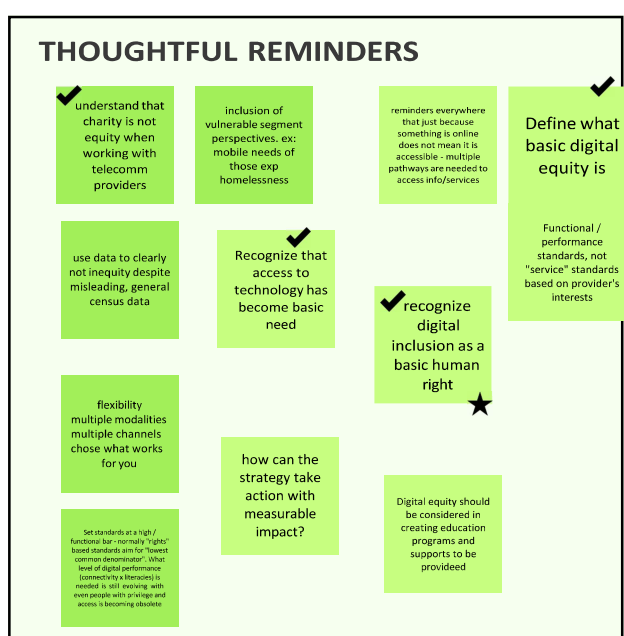 THOUGHTFUL REMINDERS
understand that
charity is not
equity when
working with
telecomm
providers
inclusion of
vulnerable segment
perspectives. ex:
mobile needs of
those exp
homelessness
reminders everywhere
that just because
something is online
does not mean it is
accessible - multiple
pathways are needed to
access info/services
Define what
basic digital
equity is
use data to clearly
not inequity despite
misleading, general
census data
Recognize that
access to
technology has
become basic
need
recognize
digital
inclusion as a
basic human
right
Functional /
performance
standards, not
"service" standards
based on provider's
interests
flexibility
multiple modalities
multiple channels
chose what works
for you
how can the
strategy take
action with
measurable
impact?
Digital equity should
be considered in
creating education
programs and
supports to be
provideed
Set standards at a high /
functional bar - normally "rights"
based standards aim for "lowest
common denominator". What
level of digital performance
(connectivity x literacies) is
needed is still evolving with
even people with privilege and
access is becoming obsolete